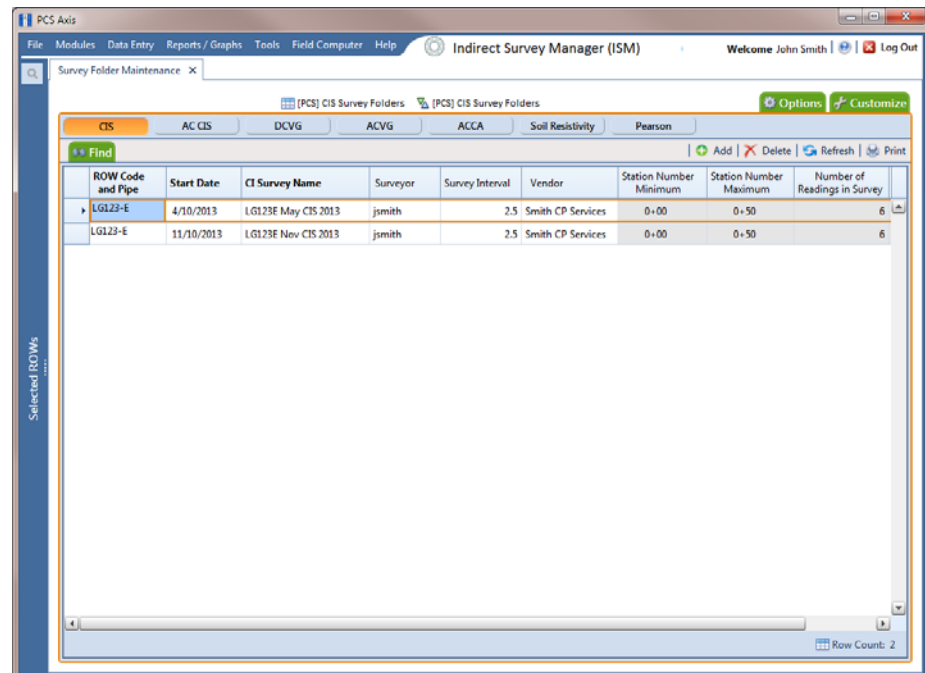 PCS Axis
File Modules Data Entry Reports / Graphs Tools Field Computer Help Indirect Survey Manager (ISM) Welcome John Smith | | Log Out
Survey Folder Maintenance X
[PCS] CIS Survey Folders [PCS] CIS Survey Folders Options Customize
CIS AC CIS DCVG ACVG ACCA Soil Resistivity Pearson
Find | Add | Delete | Refresh | Print
ROW Code and Pipe Start Date CI Survey Name Surveyor Survey Interval Vendor Station Number Minimum Station Number Maximum Number of Readings in Survey
LG123-E 4/10/2013 LG123E May CIS 2013 jsmith 2.5 Smith CP Services 0+00 0+50 6
LG123-E 11/10/2013 LG123E Nov CIS 2013 jsmith 2.5 Smith CP Services 0+00 0+50 6
Selected ROWs
Row Count: 2